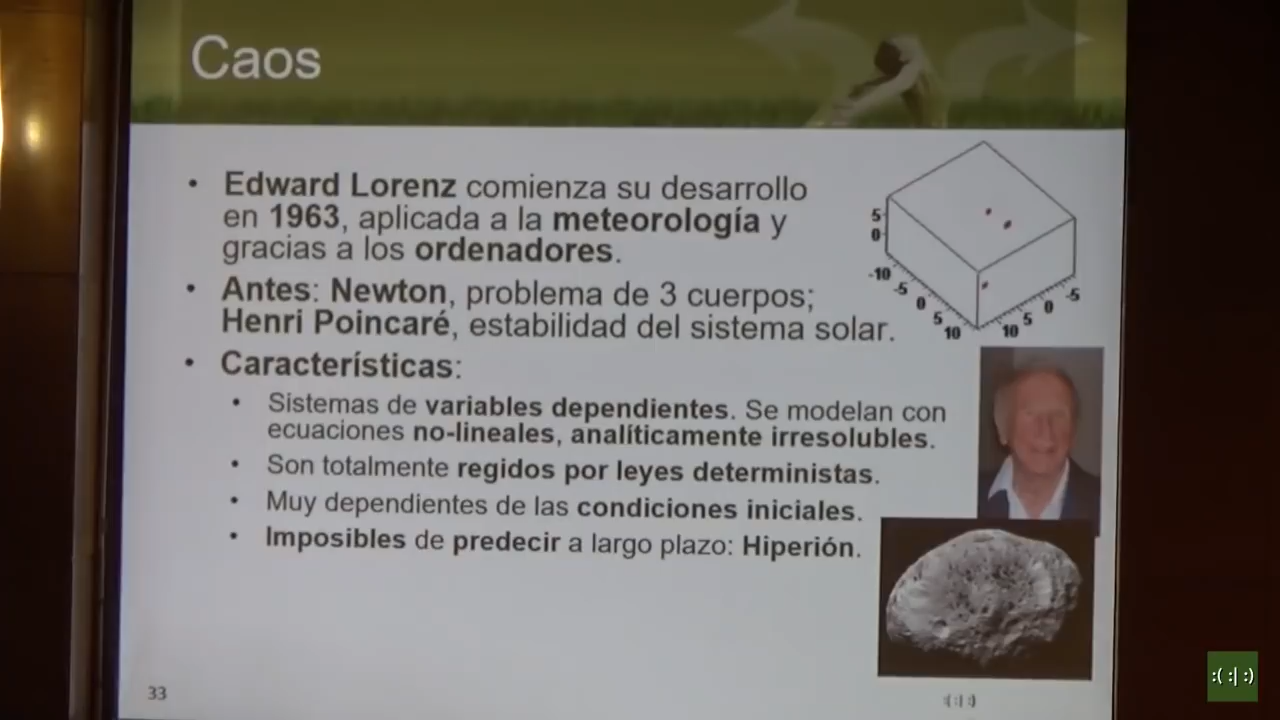 Caos
• Edward Lorenz comienza su desarrollo
en 1963, aplicada a la meteorología y
gracias a los ordenadores.
• Antes: Newton, problema de 3 cuerpos;
Henri Poincaré, estabilidad del sistema solar.
• Características:
• Sistemas de variables dependientes. Se modelan con
ecuaciones no-lineales, analíticamente irresolubles.
• Son totalmente regidos por leyes deterministas.
• Muy dependientes de las condiciones iniciales.
• Imposibles de predecir a largo plazo: Hiperión.
5
0
-10
-5
0
5
10
10
5
0
-5
33
:( :| :)
:( :| :)